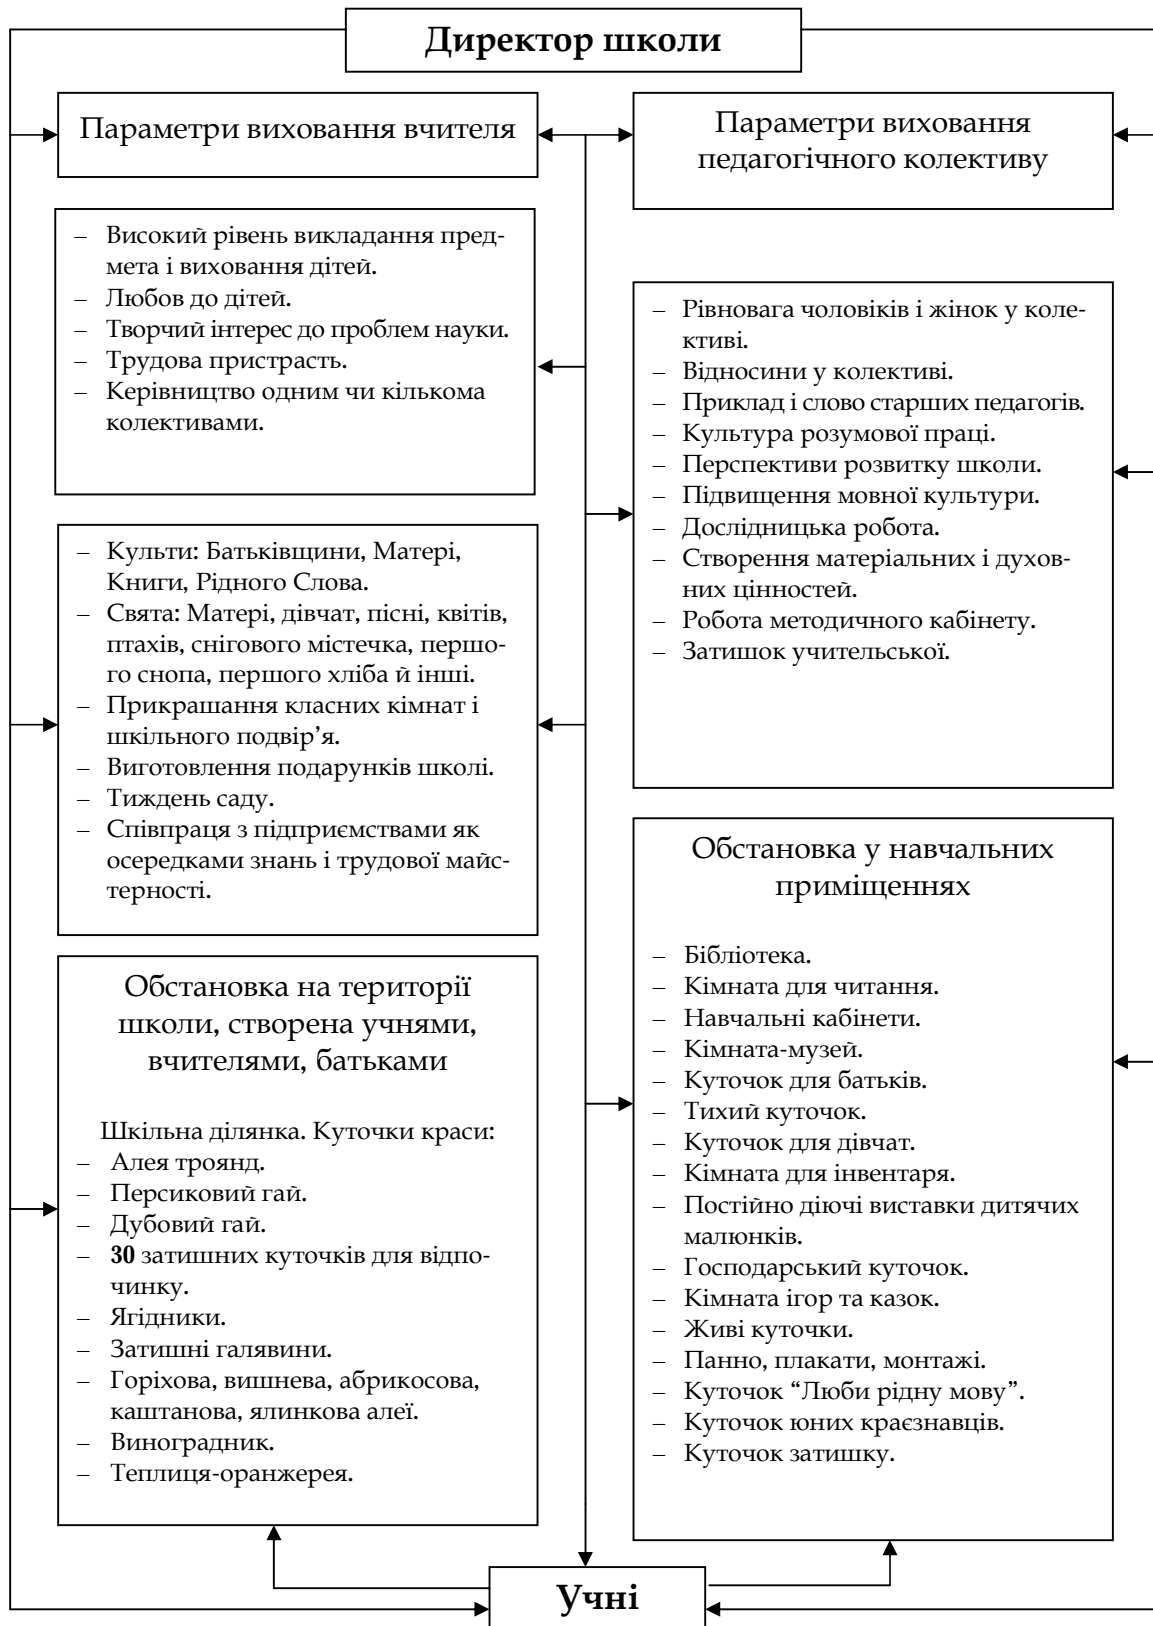 Директор школи
Параметри виховання вчителя
Параметри виховання
педагогічного колективу
– Високий рівень викладання пред-
мета і виховання дітей.
– Любов до дітей.
– Творчий інтерес до проблем науки.
– Трудова пристрасть.
– Керівництво одним чи кількома
колективами.
– Рівновага чоловіків і жінок у коле-
ктиві.
– Відносини у колективі.
– Приклад і слово старших педагогів.
– Культура розумової праці.
– Перспективи розвитку школи.
– Підвищення мовної культури.
– Дослідницька робота.
– Створення матеріальних і духов-
них цінностей.
– Робота методичного кабінету.
– Затишок учительської.
– Культи: Батьківщини, Матері,
Книги, Рідного Слова.
– Свята: Матері, дівчат, пісні, квітів,
птахів, снігового містечка, першо-
го снопа, першого хліба й інші.
– Прикрашання класних кімнат і
шкільного подвір’я.
– Виготовлення подарунків школі.
– Тиждень саду.
– Співпраця з підприємствами як
осередками знань і трудової майс-
терності.
Обстановка у навчальних
приміщеннях
– Бібліотека.
– Кімната для читання.
– Навчальні кабінети.
– Кімната-музей.
– Куточок для батьків.
– Тихий куточок.
– Куточок для дівчат.
– Кімната для інвентаря.
– Постійно діючі виставки дитячих
малюнків.
– Господарський куточок.
– Кімната ігор та казок.
– Живі куточки.
– Панно, плакати, монтажі.
– Куточок “Люби рідну мову”.
– Куточок юних краєзнавців.
– Куточок затишку.
Обстановка на території
школи, створена учнями,
вчителями, батьками
Шкільна ділянка. Куточки краси:
– Алея троянд.
– Персиковий гай.
– Дубовий гай.
– 30 затишних куточків для відпо-
чинку.
– Ягідники.
– Затишні галявини.
– Горіхова, вишнева, абрикосова,
каштанова, ялинкова алеї.
– Виноградник.
– Теплиця-оранжерея.
Учні